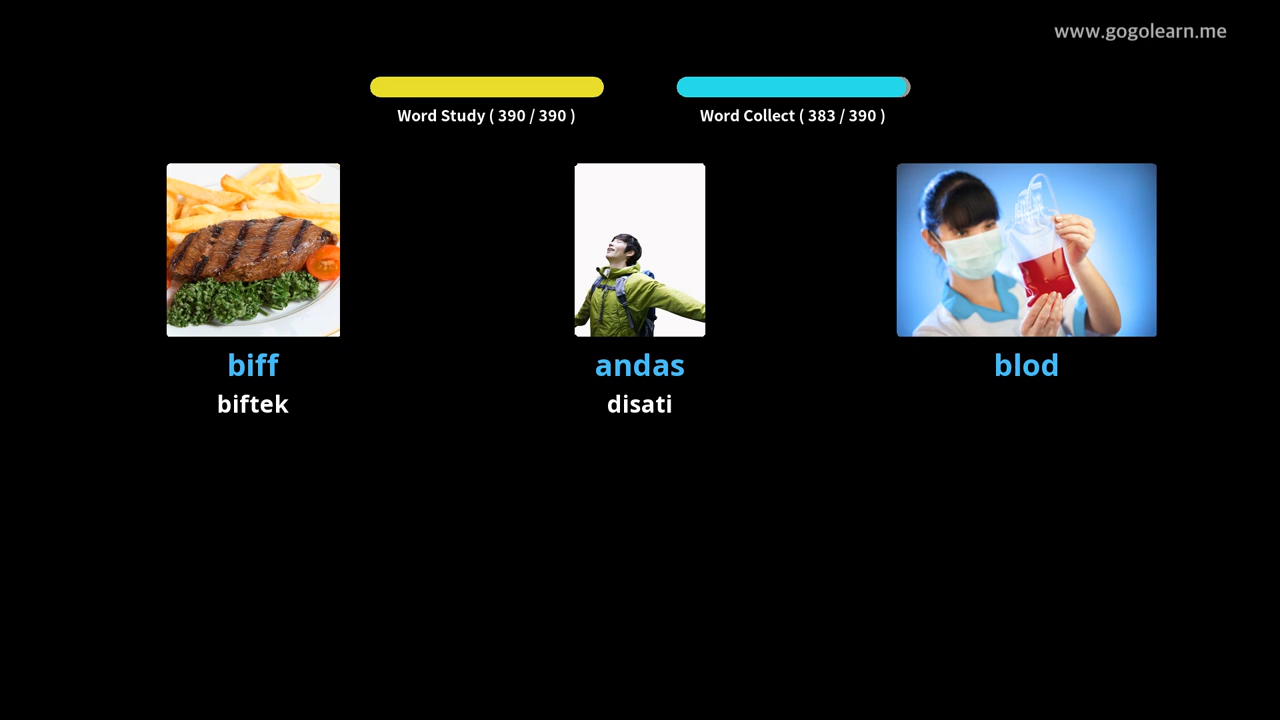 www.gogolearn.me
Word Study ( 390 / 390 )
Word Collect ( 383 / 390 )
biff
andas
blod
biftek
disati